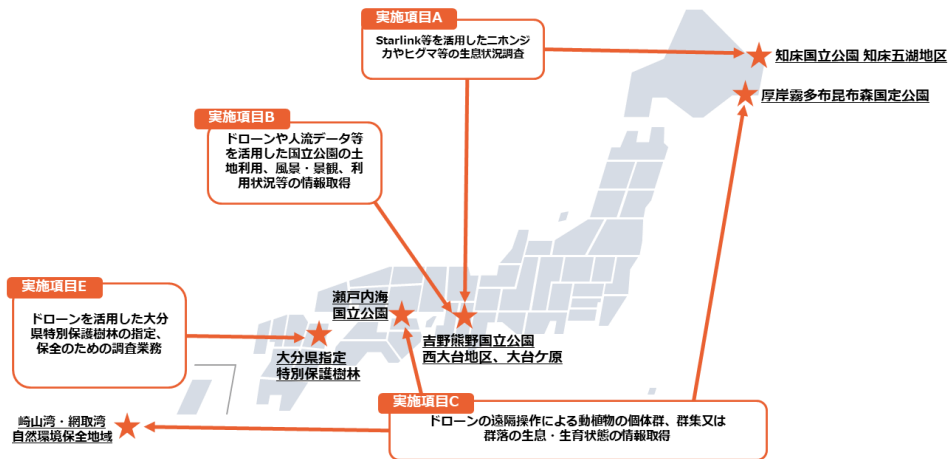 実施項目A
Starlink等を活用したニホンジ
カやヒグマ等の生息状況調査
知床国立公園 知床五湖地区
厚岸霧多布昆布森国定公園
実施項目B
ドローンや人流データ等
を活用した国立公園の土
地利用、風景・景観、利
用状況等の情報取得
実施項目E
ドローンを活用した大分
県特別保護樹林の指定、
保全のための調査業務
瀬戸内海
国立公園
吉野熊野国立公園
西大台地区、大台ケ原
大分県指定
特別保護樹林
実施項目C
ドローンの遠隔操作による動植物の個体群、群集又は
群落の生息・生育状態の情報取得
崎山湾・網取湾
自然環境保全地域